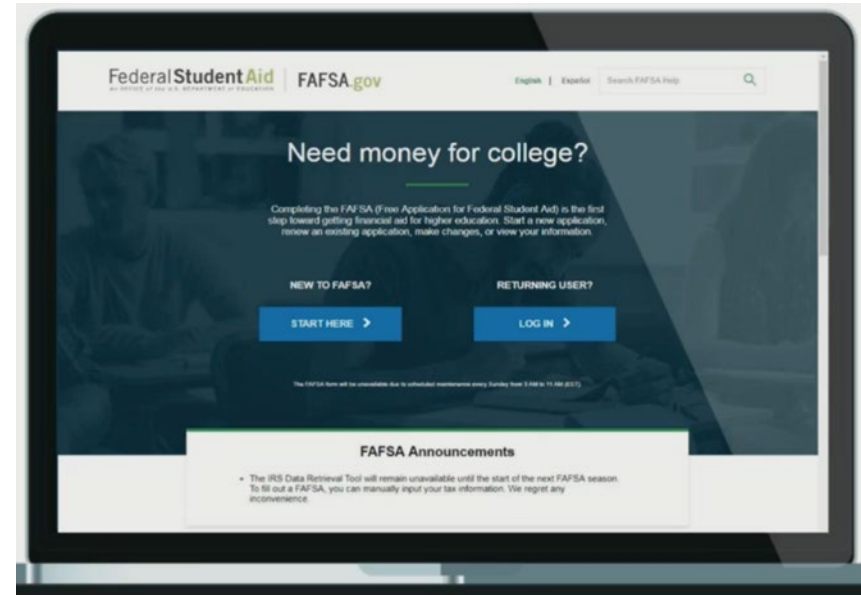 Federal Student Aid
FAFSA.gov
English | Español
Search FAFSA Help
An OFFICE of the U.S. DEPARTMENT of EDUCATION
Need money for college?
Completing the FAFSA (Free Application for Federal Student Aid) is the first
step toward getting financial aid for higher education. Start a new application,
renew an existing application, make changes, or view your information.
NEW TO FAFSA?
RETURNING USER?
START HERE
LOG IN
The FAFSA form will be unavailable due to scheduled maintenance every Sunday from 3 AM to 11 AM (EST).
FAFSA Announcements
• The IRS Data Retrieval Tool will remain unavailable until the start of the next FAFSA season.
To fill out a FAFSA, you can manually input your tax information. We regret any
inconvenience.